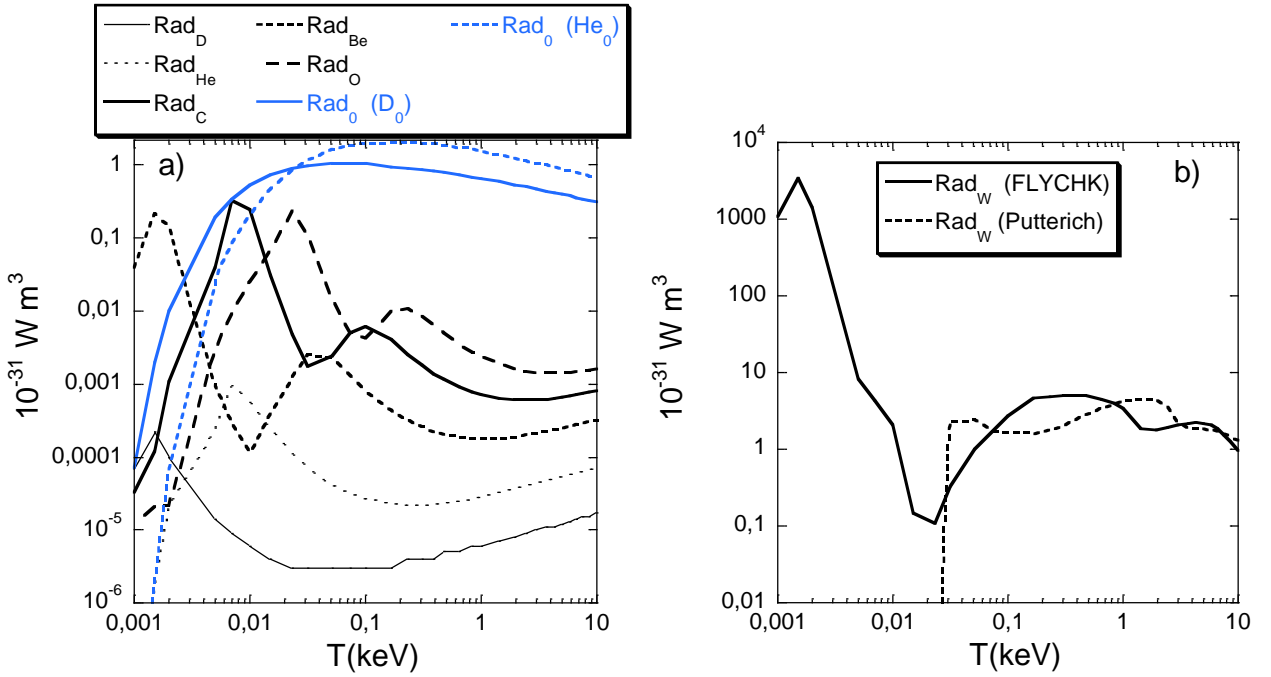 Rad_D Rad_Be Rad_0 (He_0)
Rad_He Rad_O
Rad_C Rad_0 (D_0)
a)
10^-31 W m^3
1
0,1
0,01
0,001
0,0001
10^-5
10^-6
0,001 0,01 0,1 1 10
T(keV)
b)
Rad_W (FLYCHK)
Rad_W (Putterich)
10^-31 W m^3
10^4
1000
100
10
1
0,1
0,01
0,001 0,01 0,1 1 10
T(keV)